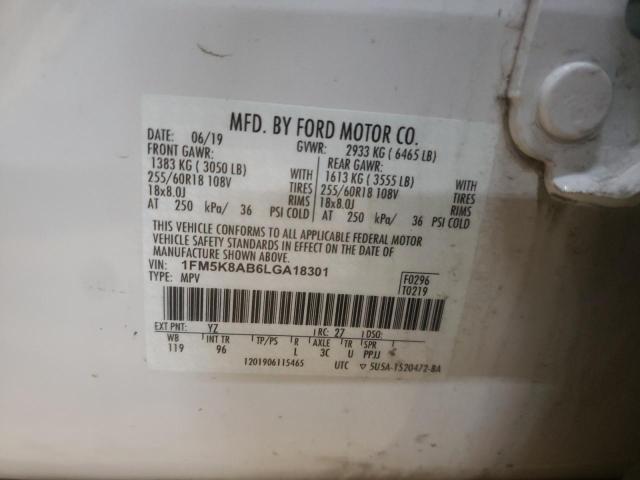 MFD. BY FORD MOTOR CO.
DATE: 06/19 GVWR: 2933 KG ( 6465 LB)
FRONT GAWR: REAR GAWR:
1383 KG ( 3050 LB) WITH 1613 KG ( 3555 LB) WITH
255/60R18 108V TIRES 255/60R18 108V TIRES
18x8.0J RIMS 18x8.0J RIMS
AT 250 kPa/ 36 PSI COLD AT 250 kPa/ 36 PSI COLD
THIS VEHICLE CONFORMS TO ALL APPLICABLE FEDERAL MOTOR
VEHICLE SAFETY STANDARDS IN EFFECT ON THE DATE OF
MANUFACTURE SHOWN ABOVE.
VIN: 1FM5K8AB6LGA18301 F0296
TYPE: MPV T0219
EXT PNT: YZ RC: 27 DSO:
WB INT TR TP/PS R AXLE TR SPR
119 96 L 3C U PPJJ
1201906115465 UTC ▽ 5U5A-1520472-BA